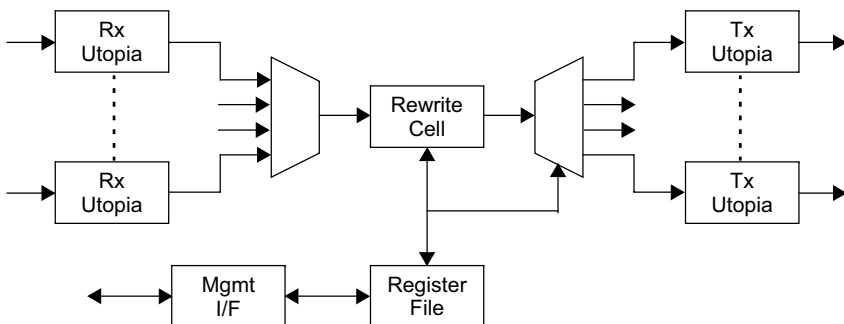 Rx
Utopia
Tx
Utopia
Rewrite
Cell
Rx
Utopia
Tx
Utopia
Mgmt
I/F
Register
File